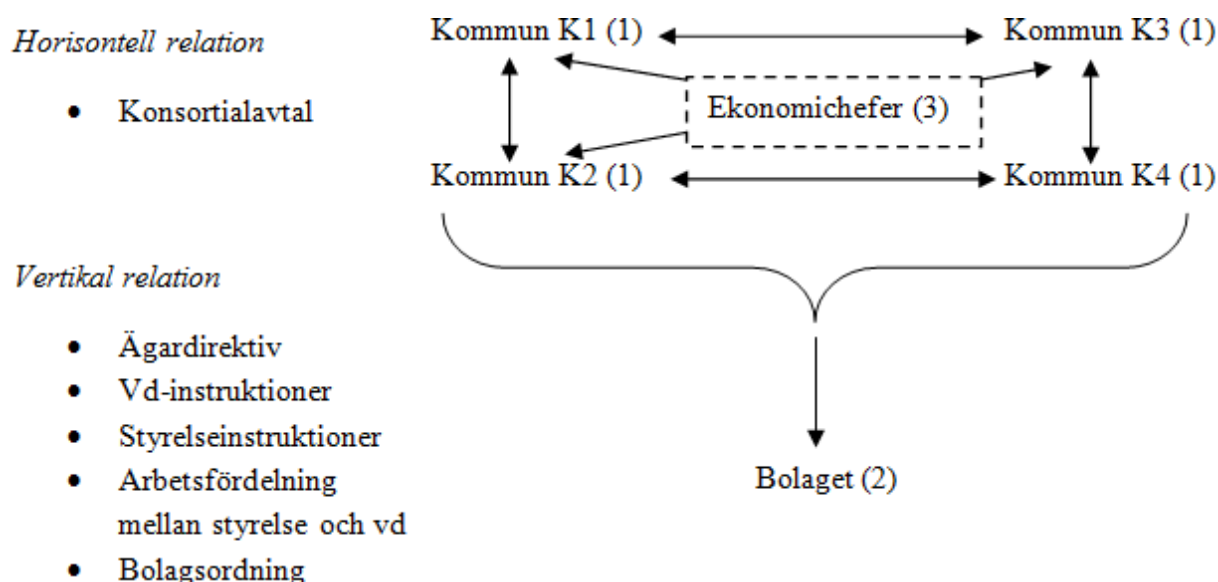 Horisontell relation
• Konsortialavtal
Kommun K1 (1)
Kommun K3 (1)
Ekonomichefer (3)
Kommun K2 (1)
Kommun K4 (1)
Vertikal relation
• Ägardirektiv
• Vd-instruktioner
• Styrelseinstruktioner
• Arbetsfördelning
mellan styrelse och vd
• Bolagsordning
Bolaget (2)